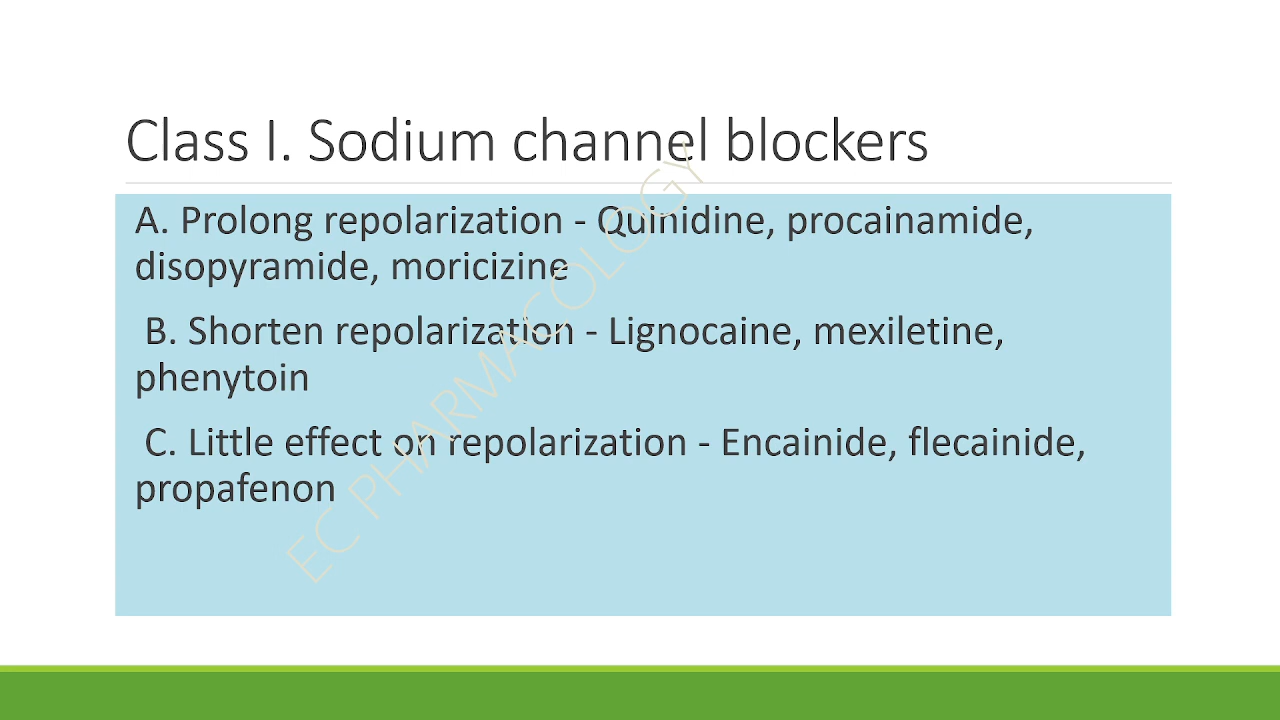 Class I. Sodium channel blockers
A. Prolong repolarization - Quinidine, procainamide,
disopyramide, moricizine
B. Shorten repolarization - Lignocaine, mexiletine,
phenytoin
C. Little effect on repolarization - Encainide, flecainide,
propafenon
EC PHARMACOLOGY